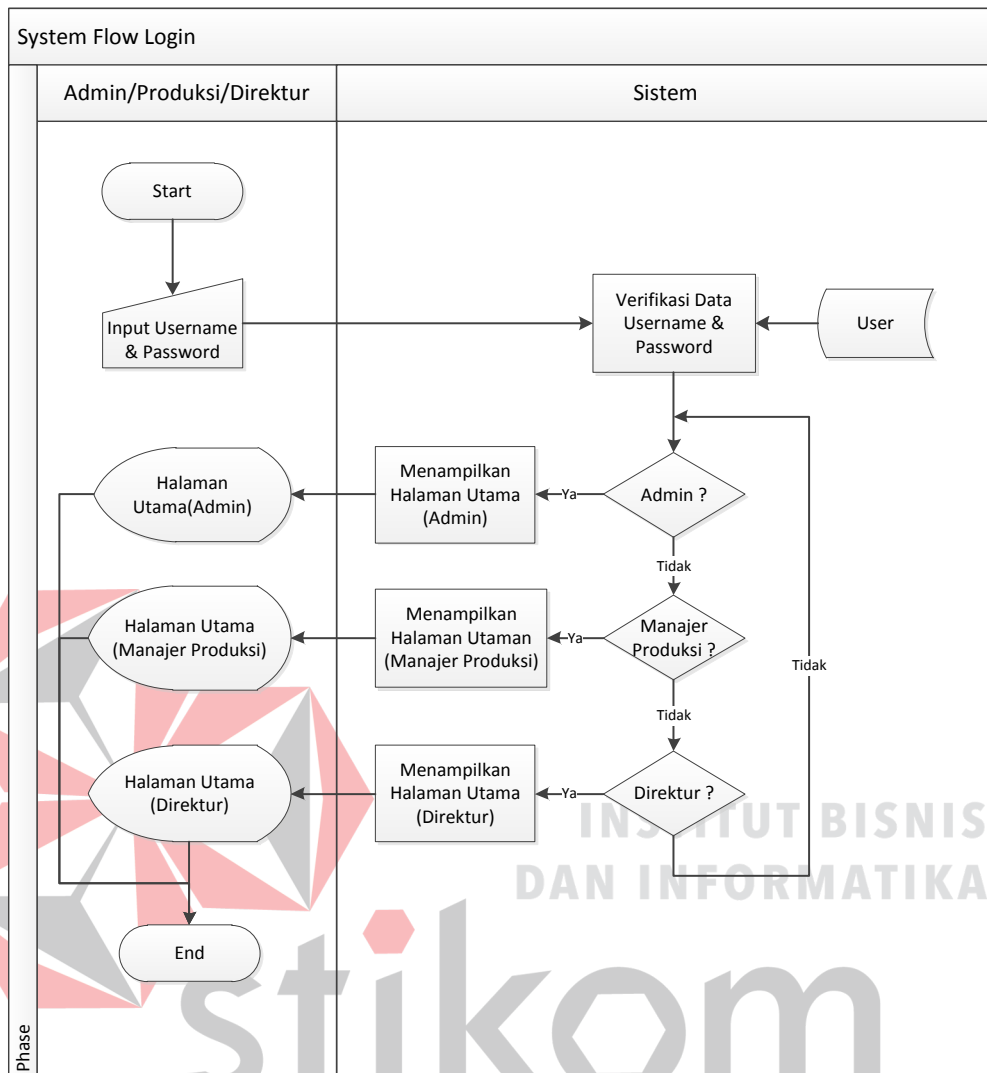 System Flow Login
Admin/Produksi/Direktur
Sistem
Start
Input Username
& Password
Verifikasi Data
Username &
Password
User
Halaman
Utama(Admin)
Menampilkan
Halaman Utama
(Admin)
Ya
Admin ?
Tidak
Halaman Utama
(Manajer Produksi)
Menampilkan
Halaman Utaman
(Manajer Produksi)
Ya
Manajer
Produksi ?
Tidak
Tidak
Halaman Utama
(Direktur)
Menampilkan
Halaman Utama
(Direktur)
Ya
Direktur ?
End
Phase
INSTITUT BISNIS
DAN INFORMATIKA
stikom